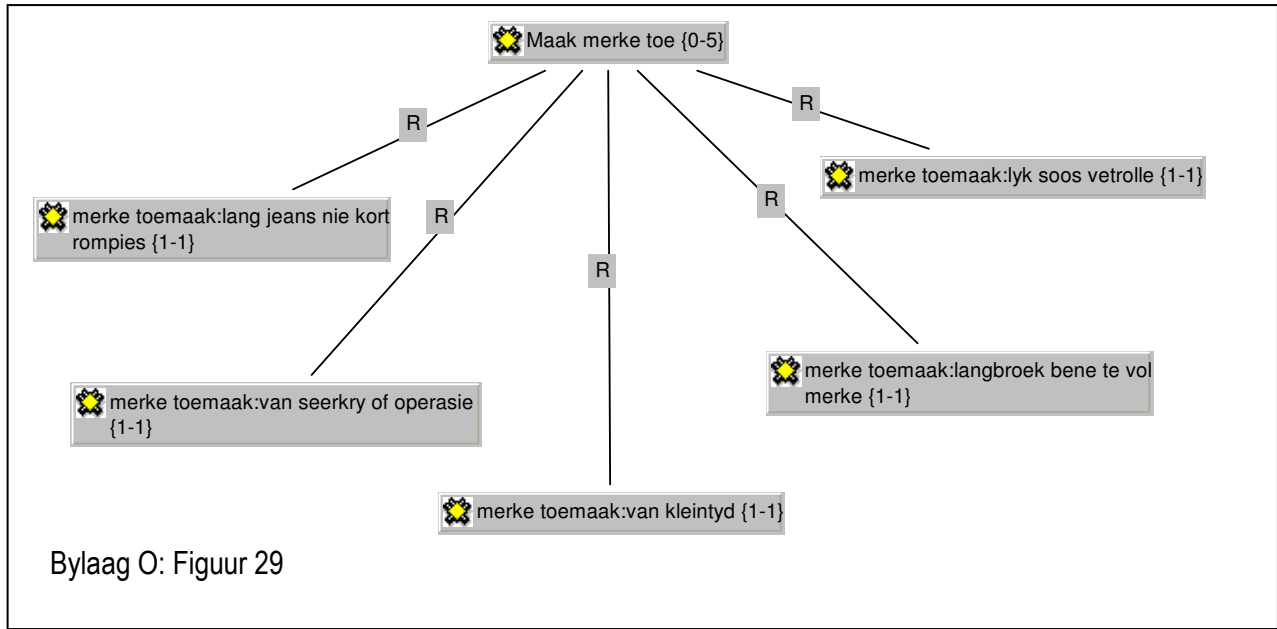 Maak merke toe {0-5}
R
R
merke toemaak:lyk soos vetrolle {1-1}
merke toemaak:lang jeans nie kort
rompies {1-1}
R
R
R
merke toemaak:langbroek bene te vol
merke {1-1}
merke toemaak:van seerkry of operasie
{1-1}
merke toemaak:van kleintyd {1-1}
Bylaag O: Figuur 29